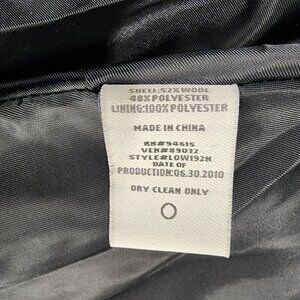 SHELL:52% WOOL
48% POLYESTER
LINING:100% POLYESTER
MADE IN CHINA
RN#94615
VEN#89032
STYLE#LOW192H
DATE OF
PRODUCTION:06.30.2010
DRY CLEAN ONLY